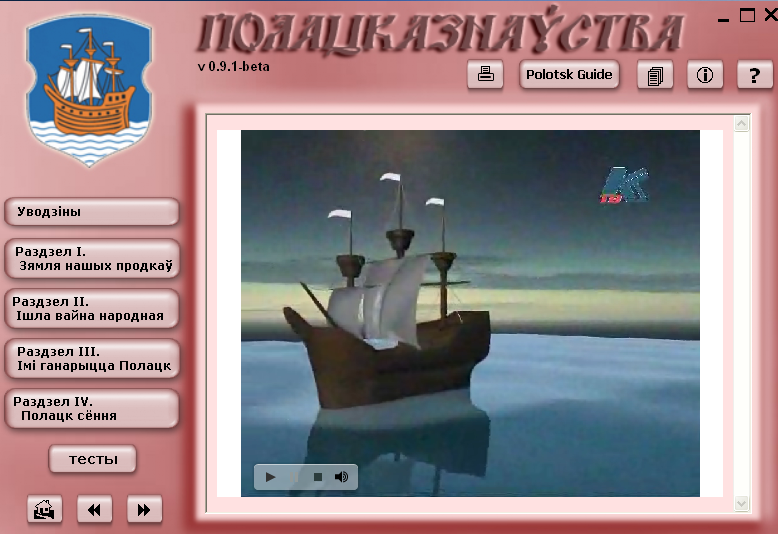 ПОЛАЦКАЗНАЎСТВА
v 0.9.1-beta
Polotsk Guide
?
Уводзіны
Раздзел I.
Зямля нашых продкаў
Раздзел II.
Ішла вайна народная
Раздзел III.
Імі ганарыцца Полацк
Раздзел IV.
Полацк сёння
тесты
К
19